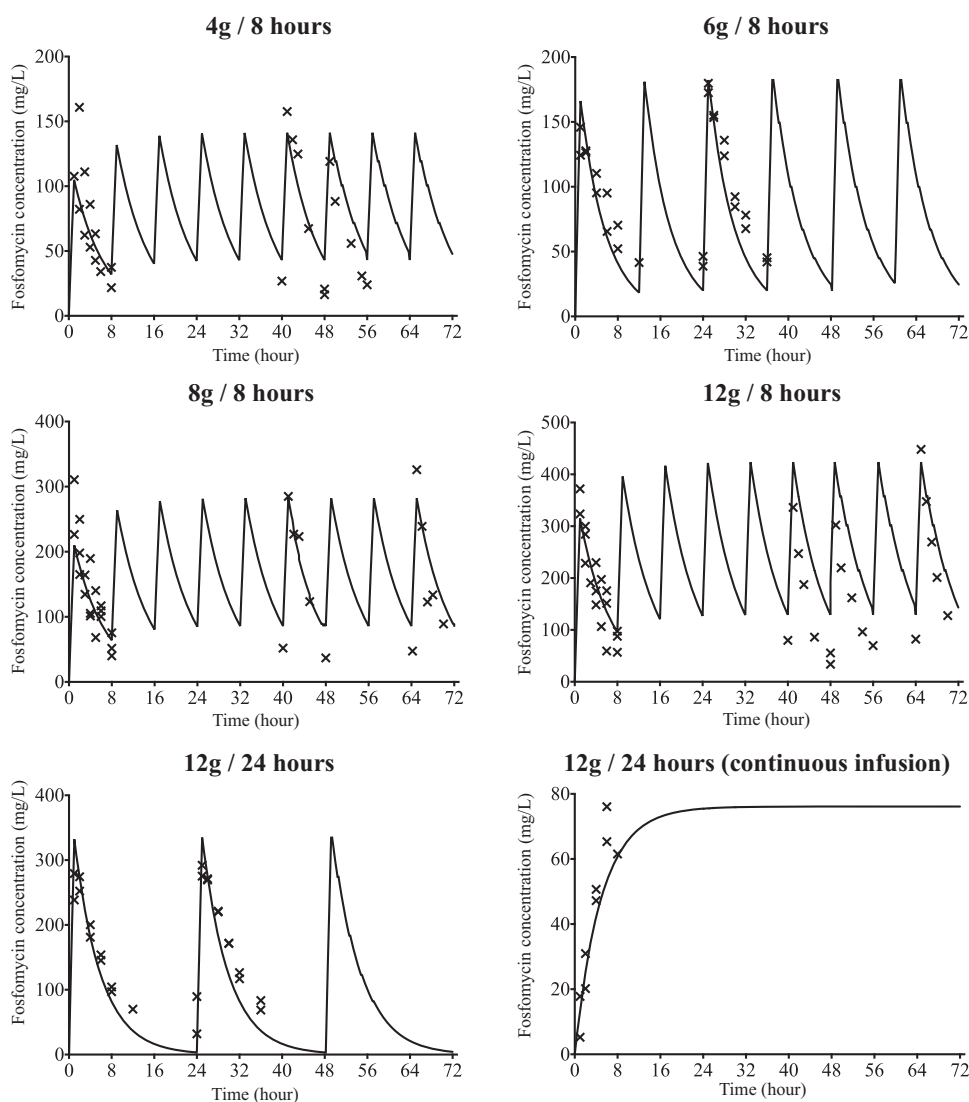 4g / 8 hours
Fosfomycin concentration (mg/L)
200
150
100
50
0
0 8 16 24 32 40 48 56 64 72
Time (hour)
6g / 8 hours
Fosfomycin concentration (mg/L)
200
150
100
50
0
0 8 16 24 32 40 48 56 64 72
Time (hour)
8g / 8 hours
Fosfomycin concentration (mg/L)
400
300
200
100
0
0 8 16 24 32 40 48 56 64 72
Time (hour)
12g / 8 hours
Fosfomycin concentration (mg/L)
500
400
300
200
100
0
0 8 16 24 32 40 48 56 64 72
Time (hour)
12g / 24 hours
Fosfomycin concentration (mg/L)
400
300
200
100
0
0 8 16 24 32 40 48 56 64 72
Time (hour)
12g / 24 hours (continuous infusion)
Fosfomycin concentration (mg/L)
80
60
40
20
0
0 8 16 24 32 40 48 56 64 72
Time (hour)